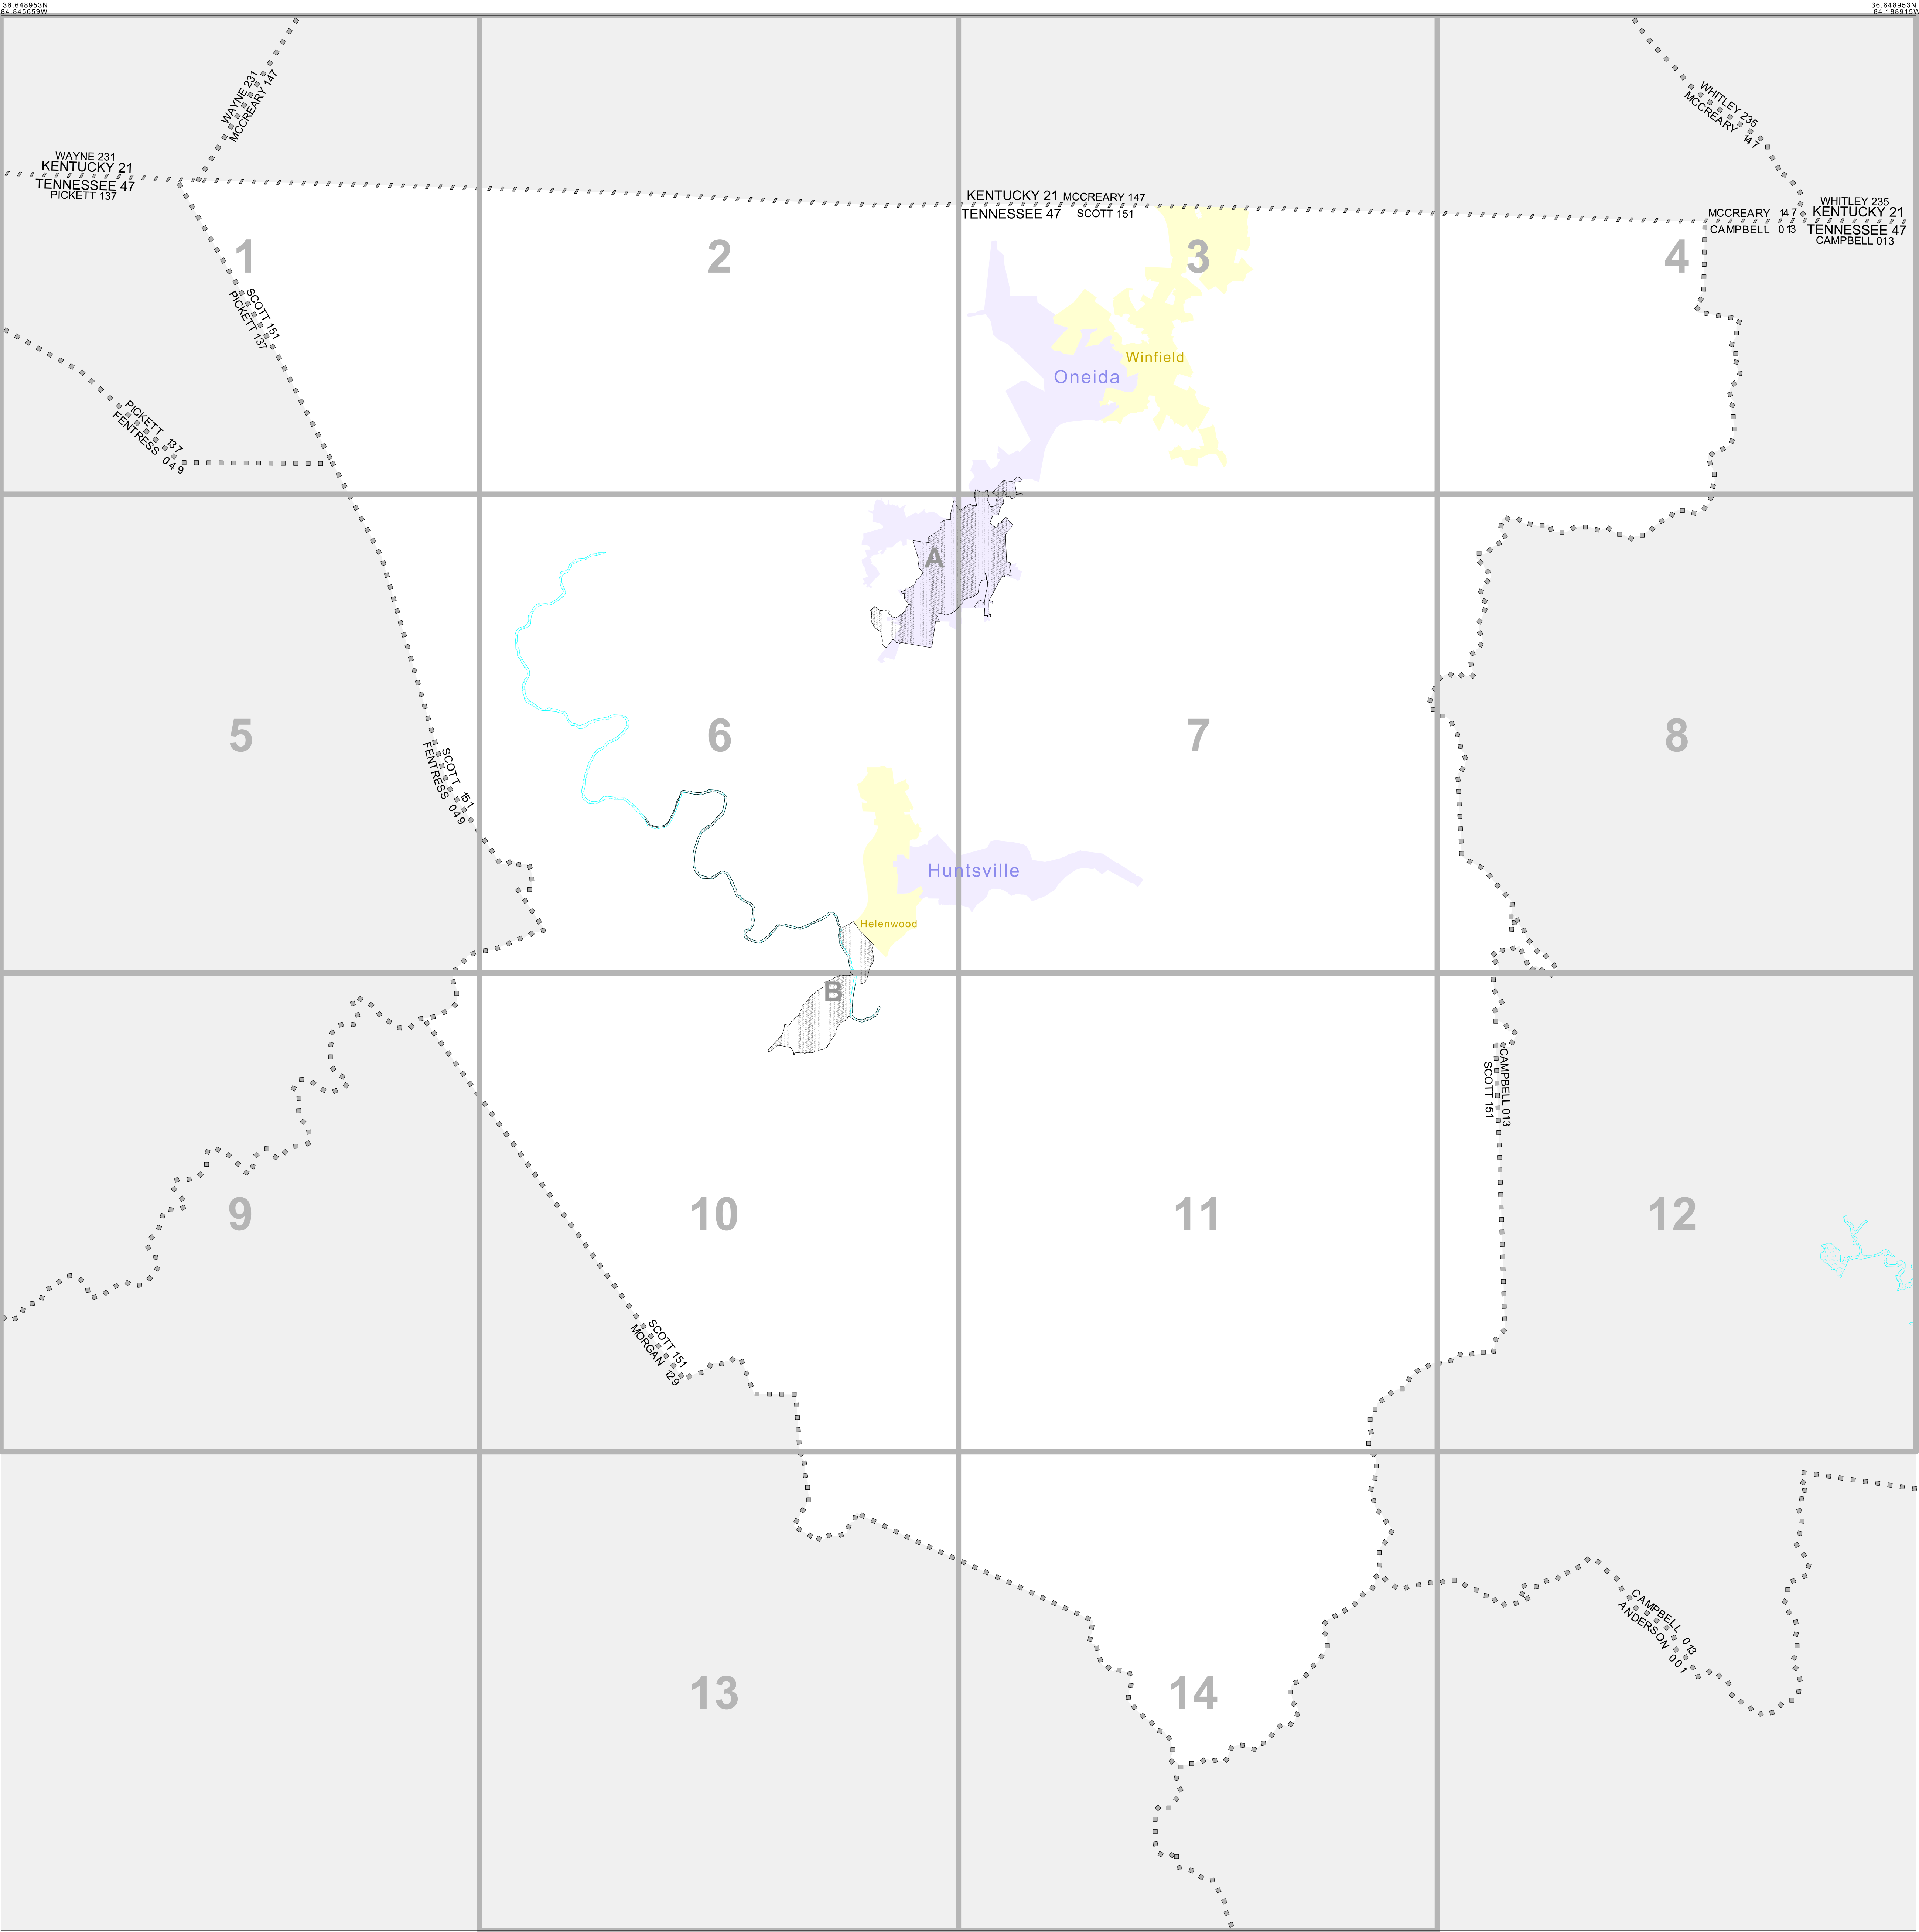 36.648953N
84.845659W
36.648953N
84.188915W
WAYNE 231
MCCREARY 147
WHITLEY 235
MCCREARY 147
WAYNE 231
KENTUCKY 21
TENNESSEE 47
PICKETT 137
KENTUCKY 21 MCCREARY 147
TENNESSEE 47 SCOTT 151
MCCREARY 147
CAMPBELL 013
WHITLEY 235
KENTUCKY 21
TENNESSEE 47
CAMPBELL 013
1
2
3
4
SCOTT 151
PICKETT 137
Winfield
Oneida
PICKETT 137
FENTRESS 049
A
5
6
7
8
SCOTT 151
FENTRESS 049
Huntsville
Helenwood
B
CAMPBELL 013
SCOTT 151
9
10
11
12
SCOTT 151
MORGAN 129
CAMPBELL 013
ANDERSON 001
13
14